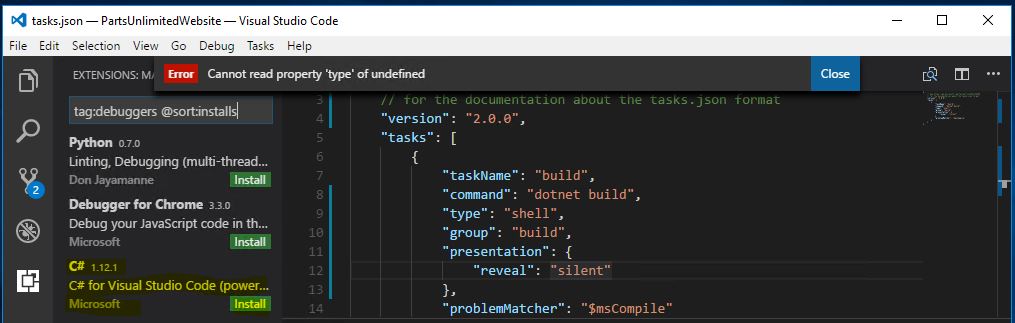 tasks.json — PartsUnlimitedWebsite — Visual Studio Code
File Edit Selection View Go Debug Tasks Help
EXTENSIONS: MA
Error Cannot read property 'type' of undefined Close
tag:debuggers @sort:installs
Python 0.7.0
Linting, Debugging (multi-thread...
Don Jayamanne Install
Debugger for Chrome 3.3.0
Debug your JavaScript code in th...
Microsoft Install
C# 1.12.1
C# for Visual Studio Code (power...
Microsoft Install
2
3 // for the documentation about the tasks.json format
4 "version": "2.0.0",
5 "tasks": [
6 {
7 "taskName": "build",
8 "command": "dotnet build",
9 "type": "shell",
10 "group": "build",
11 "presentation": {
12 "reveal": "silent"
13 },
14 "problemMatcher": "$msCompile"